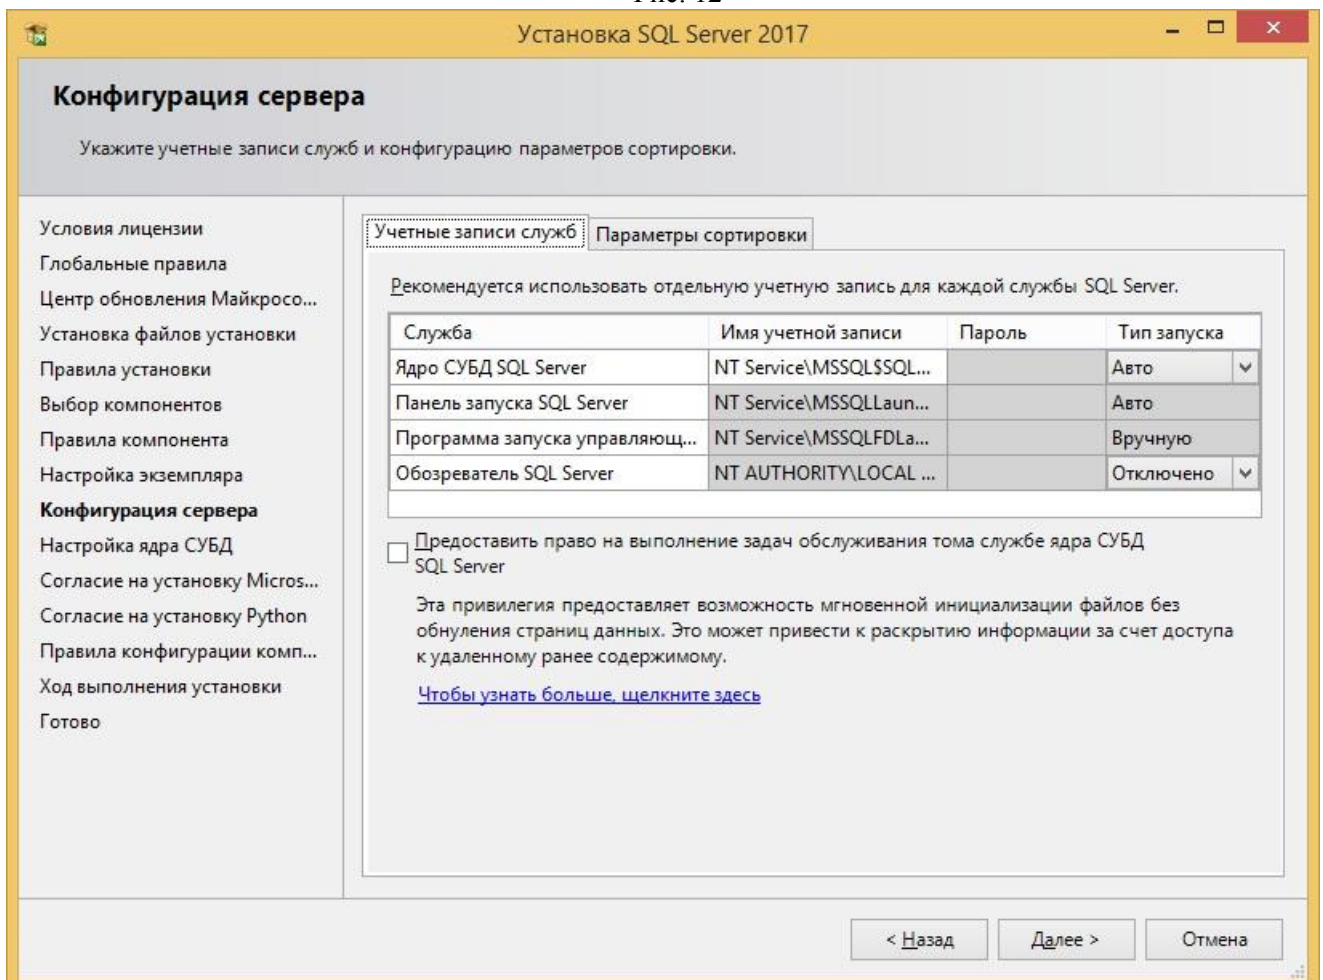 Рис. 12
Установка SQL Server 2017
Конфигурация сервера
Укажите учетные записи служб и конфигурацию параметров сортировки.
Условия лицензии
Глобальные правила
Центр обновления Майкросо...
Установка файлов установки
Правила установки
Выбор компонентов
Правила компонента
Настройка экземпляра
Конфигурация сервера
Настройка ядра СУБД
Согласие на установку Micros...
Согласие на установку Python
Правила конфигурации комп...
Ход выполнения установки
Готово
Учетные записи служб Параметры сортировки
Рекомендуется использовать отдельную учетную запись для каждой службы SQL Server.
Служба Имя учетной записи Пароль Тип запуска
Ядро СУБД SQL Server NT Service\MSSQL$SQL... Авто
Панель запуска SQL Server NT Service\MSSQLLaun... Авто
Программа запуска управляющ... NT Service\MSSQLFDLa... Вручную
Обозреватель SQL Server NT AUTHORITY\LOCAL ... Отключено
Предоставить право на выполнение задач обслуживания тома службе ядра СУБД
SQL Server
Эта привилегия предоставляет возможность мгновенной инициализации файлов без
обнуления страниц данных. Это может привести к раскрытию информации за счет доступа
к удаленному ранее содержимому.
Чтобы узнать больше, щелкните здесь
< Назад Далее > Отмена